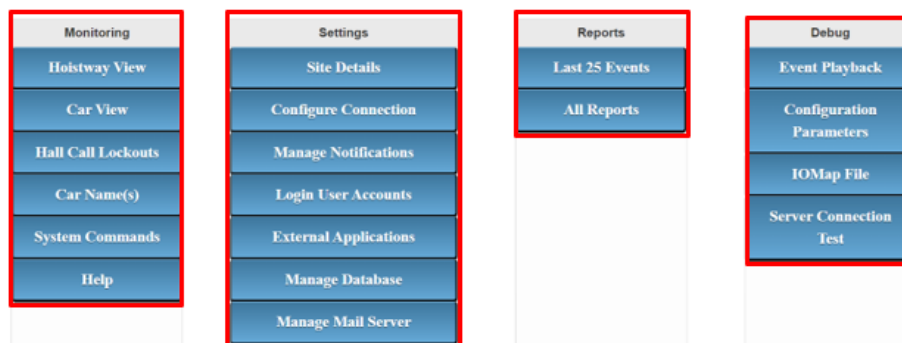 Monitoring
Hoistway View
Car View
Hall Call Lockouts
Car Name(s)
System Commands
Help
Settings
Site Details
Configure Connection
Manage Notifications
Login User Accounts
External Applications
Manage Database
Manage Mail Server
Reports
Last 25 Events
All Reports
Debug
Event Playback
Configuration
Parameters
IOMap File
Server Connection
Test